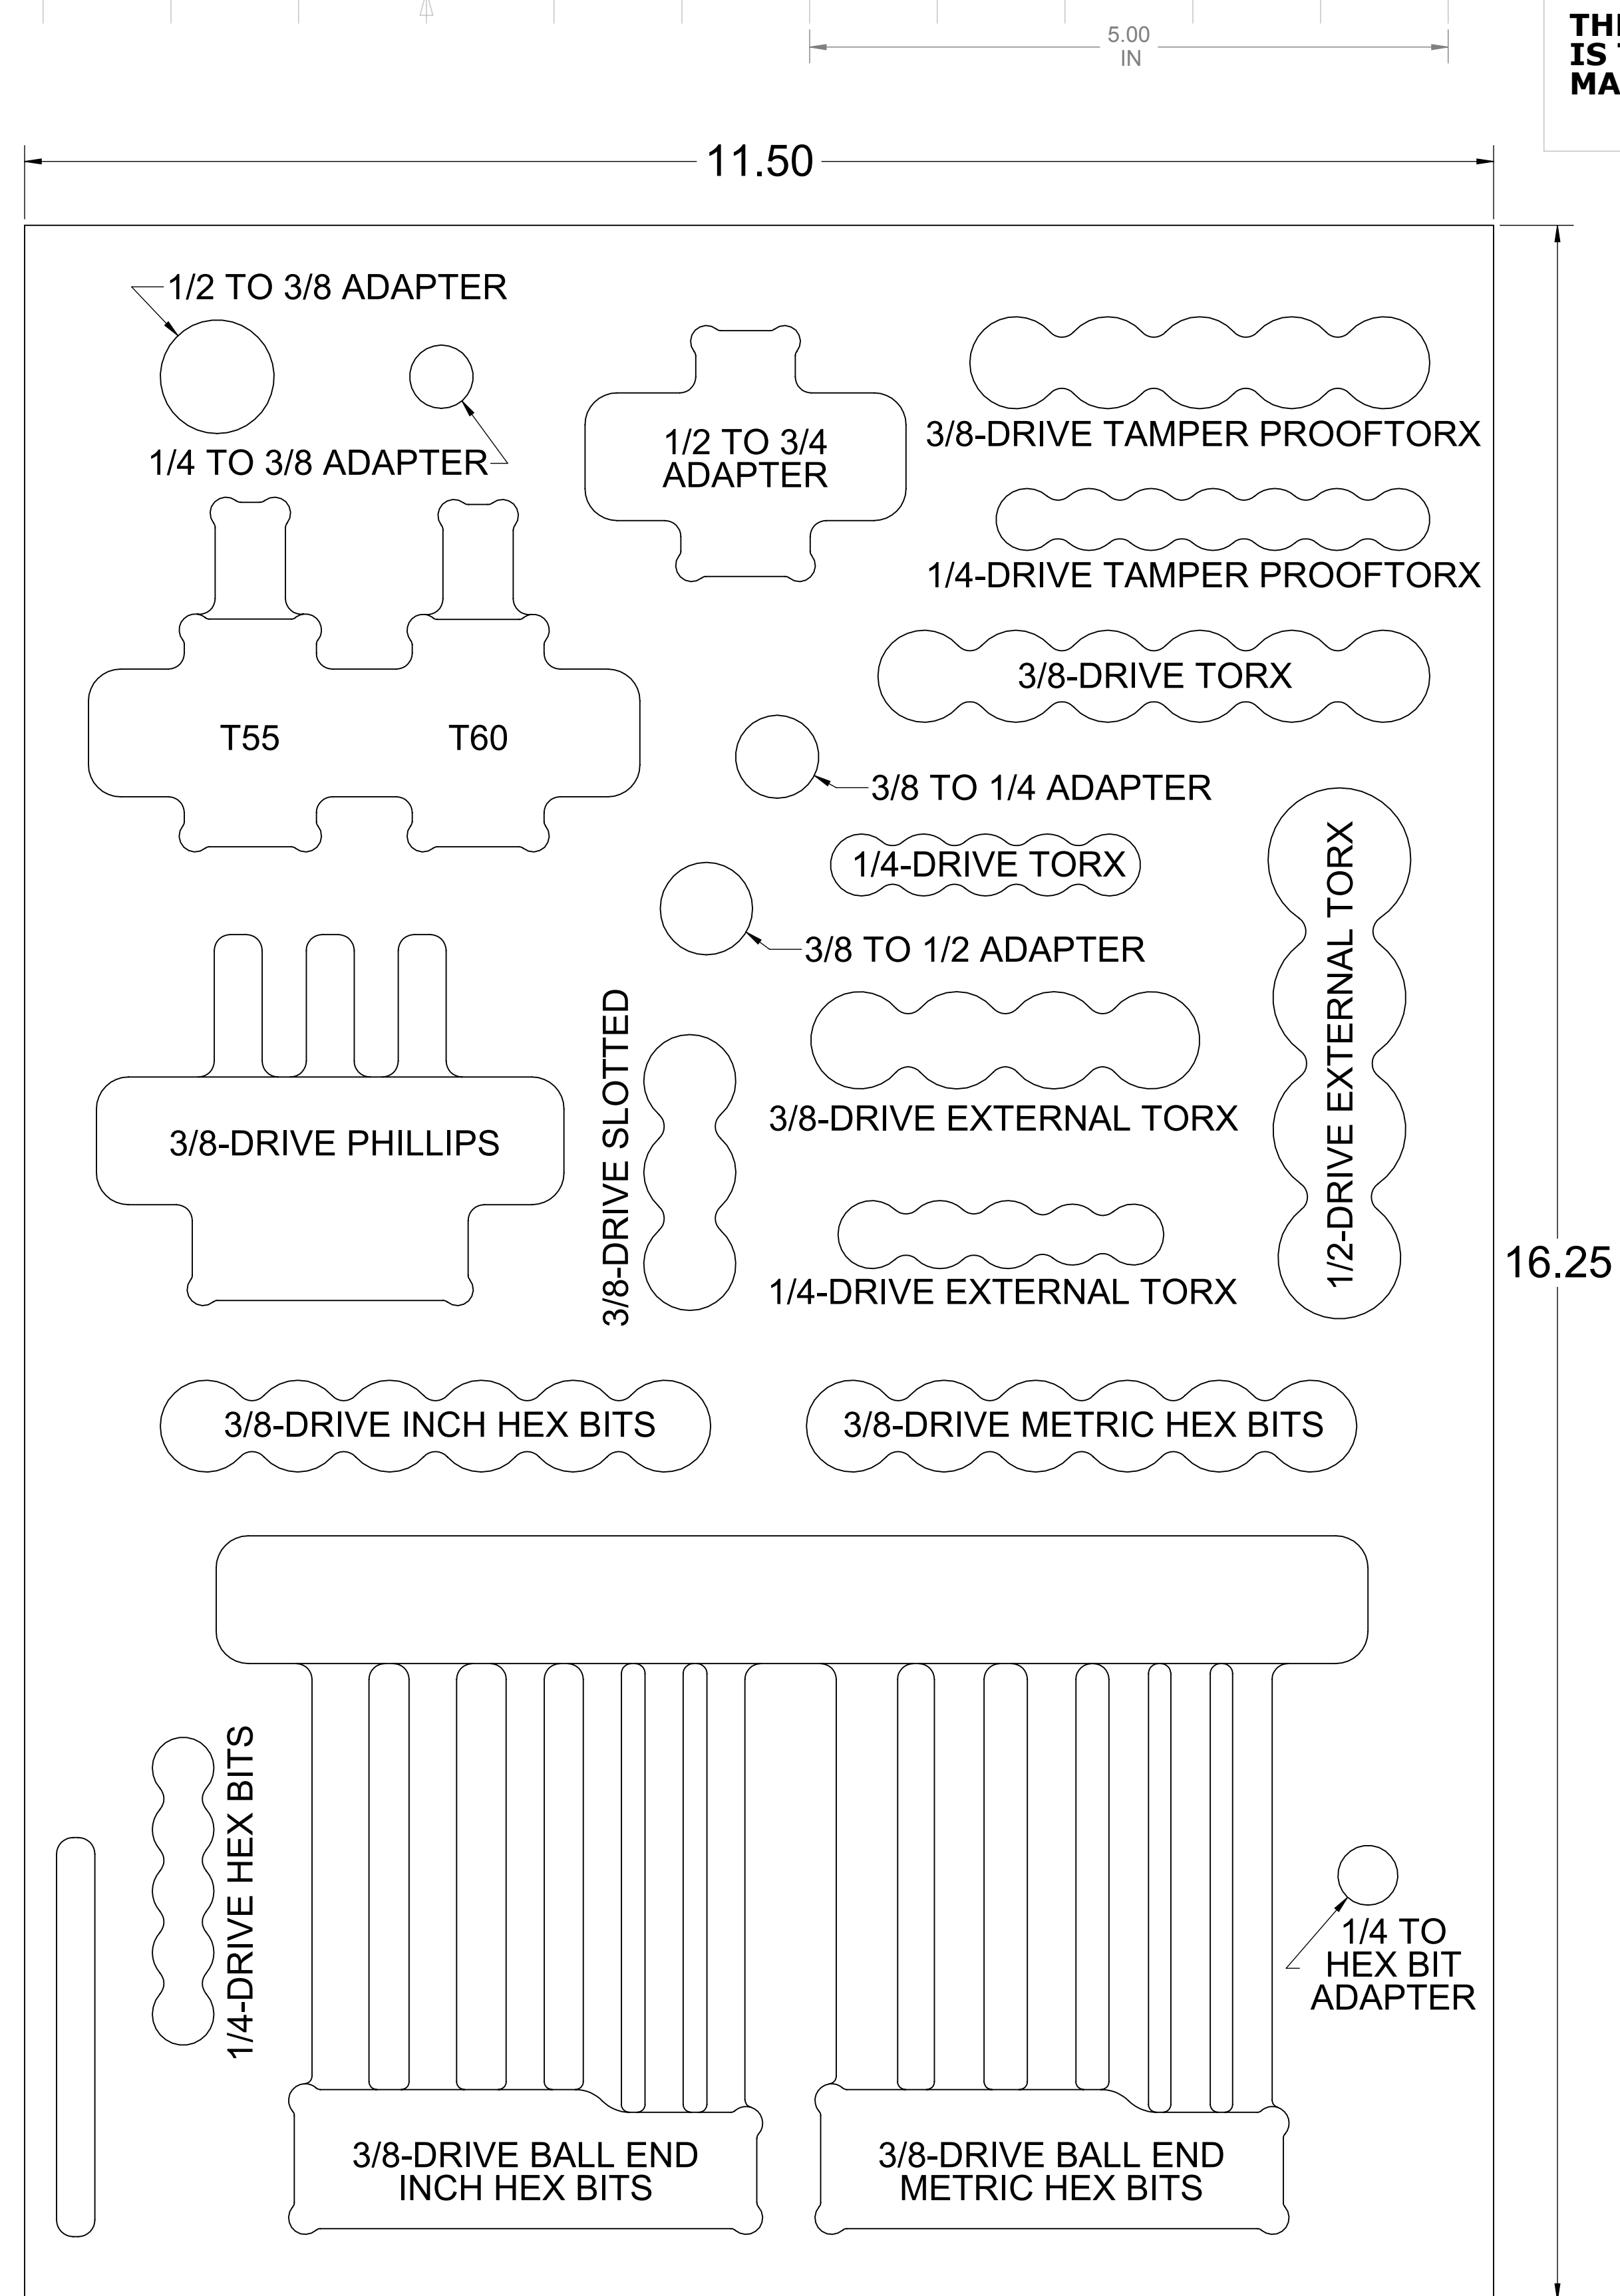 5.00
IN
IS
11.50
1/2 TO 3/8 ADAPTER
1/4 TO 3/8 ADAPTER
1/2 TO 3/4
ADAPTER
3/8-DRIVE TAMPER PROOFTORX
1/4-DRIVE TAMPER PROOFTORX
3/8-DRIVE TORX
T55
T60
3/8 TO 1/4 ADAPTER
1/4-DRIVE TORX
1/2-DRIVE EXTERNAL TORX
3/8 TO 1/2 ADAPTER
3/8-DRIVE SLOTTED
3/8-DRIVE EXTERNAL TORX
3/8-DRIVE PHILLIPS
1/4-DRIVE EXTERNAL TORX
16.25
3/8-DRIVE INCH HEX BITS
3/8-DRIVE METRIC HEX BITS
1/4-DRIVE HEX BITS
1/4 TO
HEX BIT
ADAPTER
3/8-DRIVE BALL END
INCH HEX BITS
3/8-DRIVE BALL END
METRIC HEX BITS